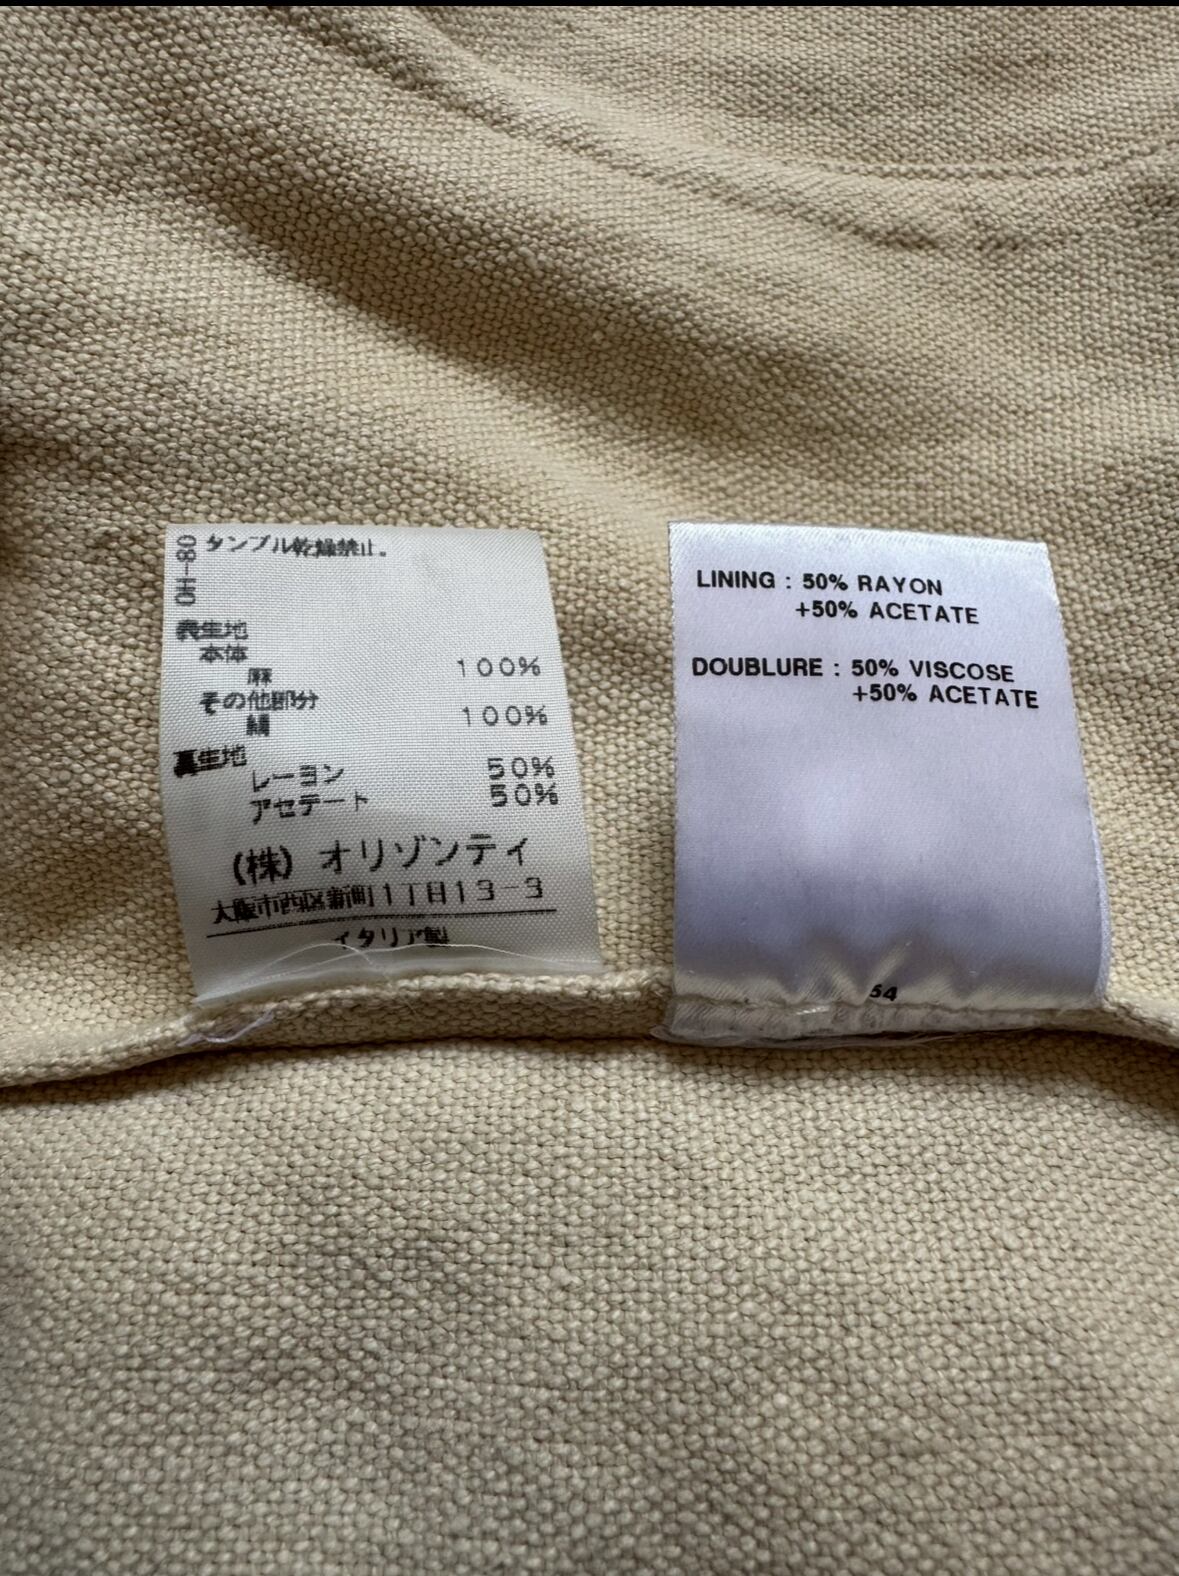 OH-80
タンブル乾燥禁止。
表生地
本体
麻 100%
その他部分
絹 100%
裏生地
レーヨン 50%
アセテート 50%
(株)オリゾンティ
大阪市西区新町1丁目13-3
イタリア製
LINING : 50% RAYON
+50% ACETATE
DOUBLURE : 50% VISCOSE
+50% ACETATE
54